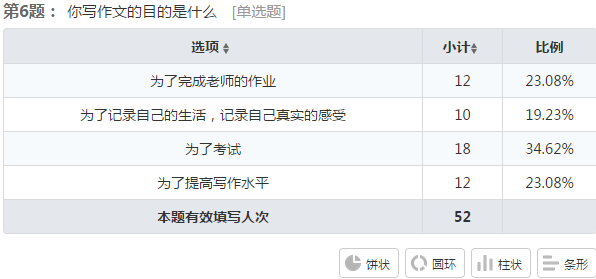 第6题： 你写作文的目的是什么 [单选题]
选项 小计 比例
为了完成老师的作业 12 23.08%
为了记录自己的生活，记录自己真实的感受 10 19.23%
为了考试 18 34.62%
为了提高写作水平 12 23.08%
本题有效填写人次 52
饼状 圆环 柱状 条形